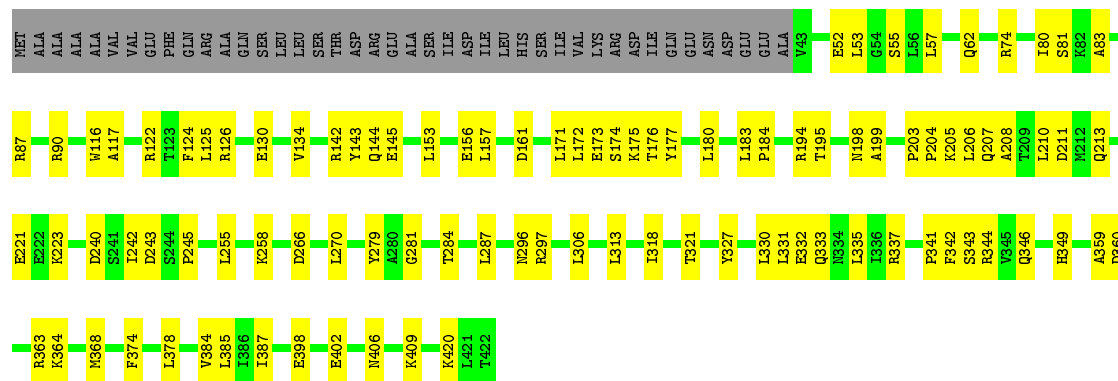 MET ALA ALA ALA ALA VAL VAL GLU PHE GLN ARG ALA GLN SER LEU LEU SER THR ASP ARG GLU ALA SER ILE ASP ILE LEU HIS SER ILE VAL LYS ARG ASP ILE GLN GLU ASN ASP GLU GLU ALA V43 E52 L53 G54 S55 L56 L57 Q62 R74 I80 S81 K82 A83
R87 R90 W116 A117 R122 T123 F124 L125 R126 E130 V134 R142 Y143 Q144 E145 L153 E156 L157 D161 L171 L172 E173 S174 K175 T176 Y177 L180 L183 P184 R194 T195 N198 A199 P203 P204 K205 L206 Q207 A208 T209 L210 D211 M212 Q213
E221 E222 K223 D240 S241 I242 D243 S244 P245 L255 K258 D266 L270 Y279 A280 G281 T284 L287 N296 R297 L306 L313 I318 T321 Y327 L330 L331 E332 Q333 N334 L335 I336 R337 P341 F342 S343 R344 V345 Q346 H349 A359 D360
R363 K364 M368 F374 L378 V384 L385 I386 I387 E398 E402 N406 K409 K420 L421 T422